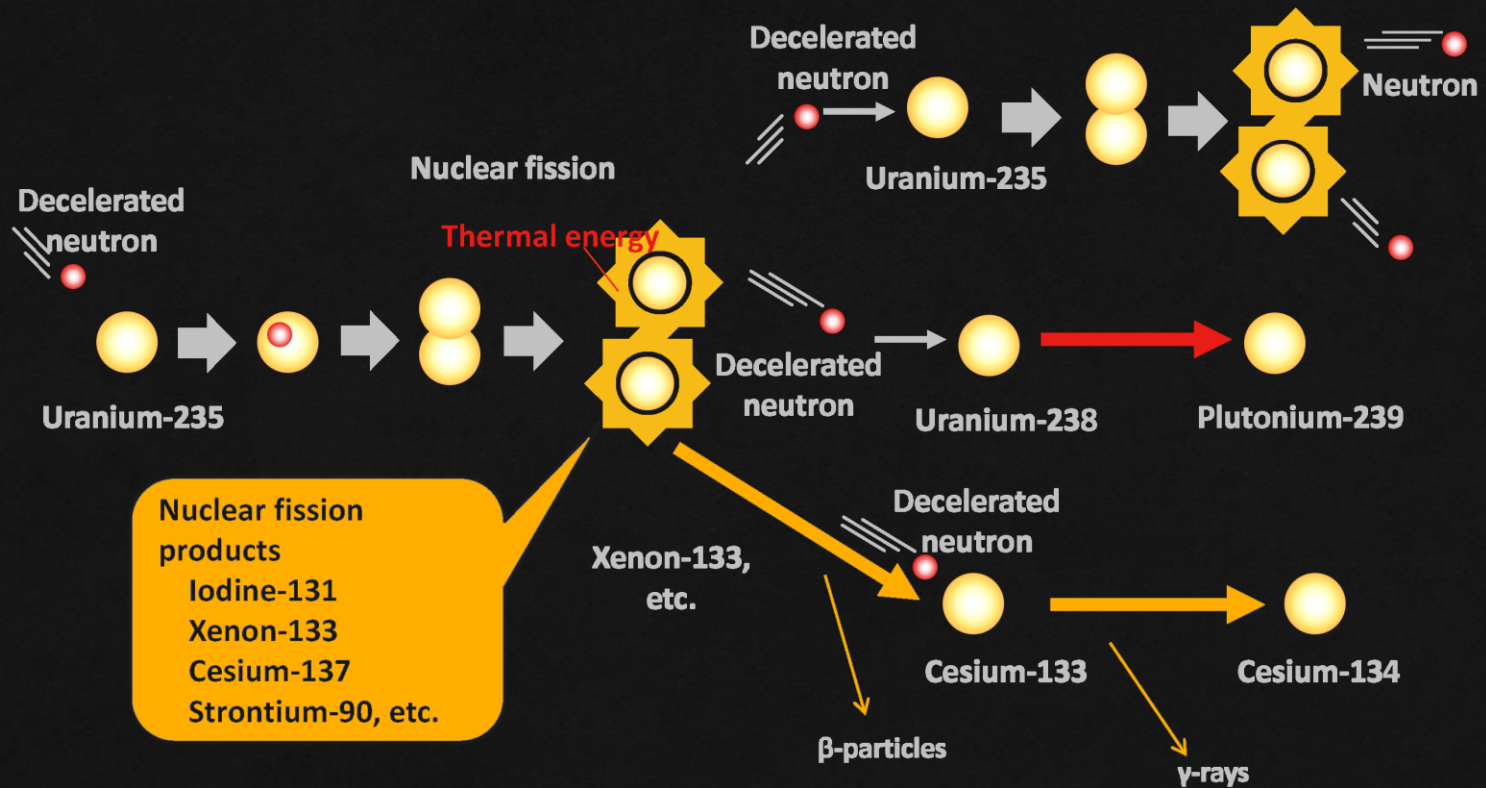 Decelerated
neutron
Neutron
Uranium-235
Nuclear fission
Decelerated
neutron
Thermal energy
Uranium-235
Decelerated
neutron
Uranium-238
Plutonium-239
Nuclear fission
products
Iodine-131
Xenon-133
Cesium-137
Strontium-90, etc.
Xenon-133,
etc.
Decelerated
neutron
Cesium-133
Cesium-134
β-particles
γ-rays